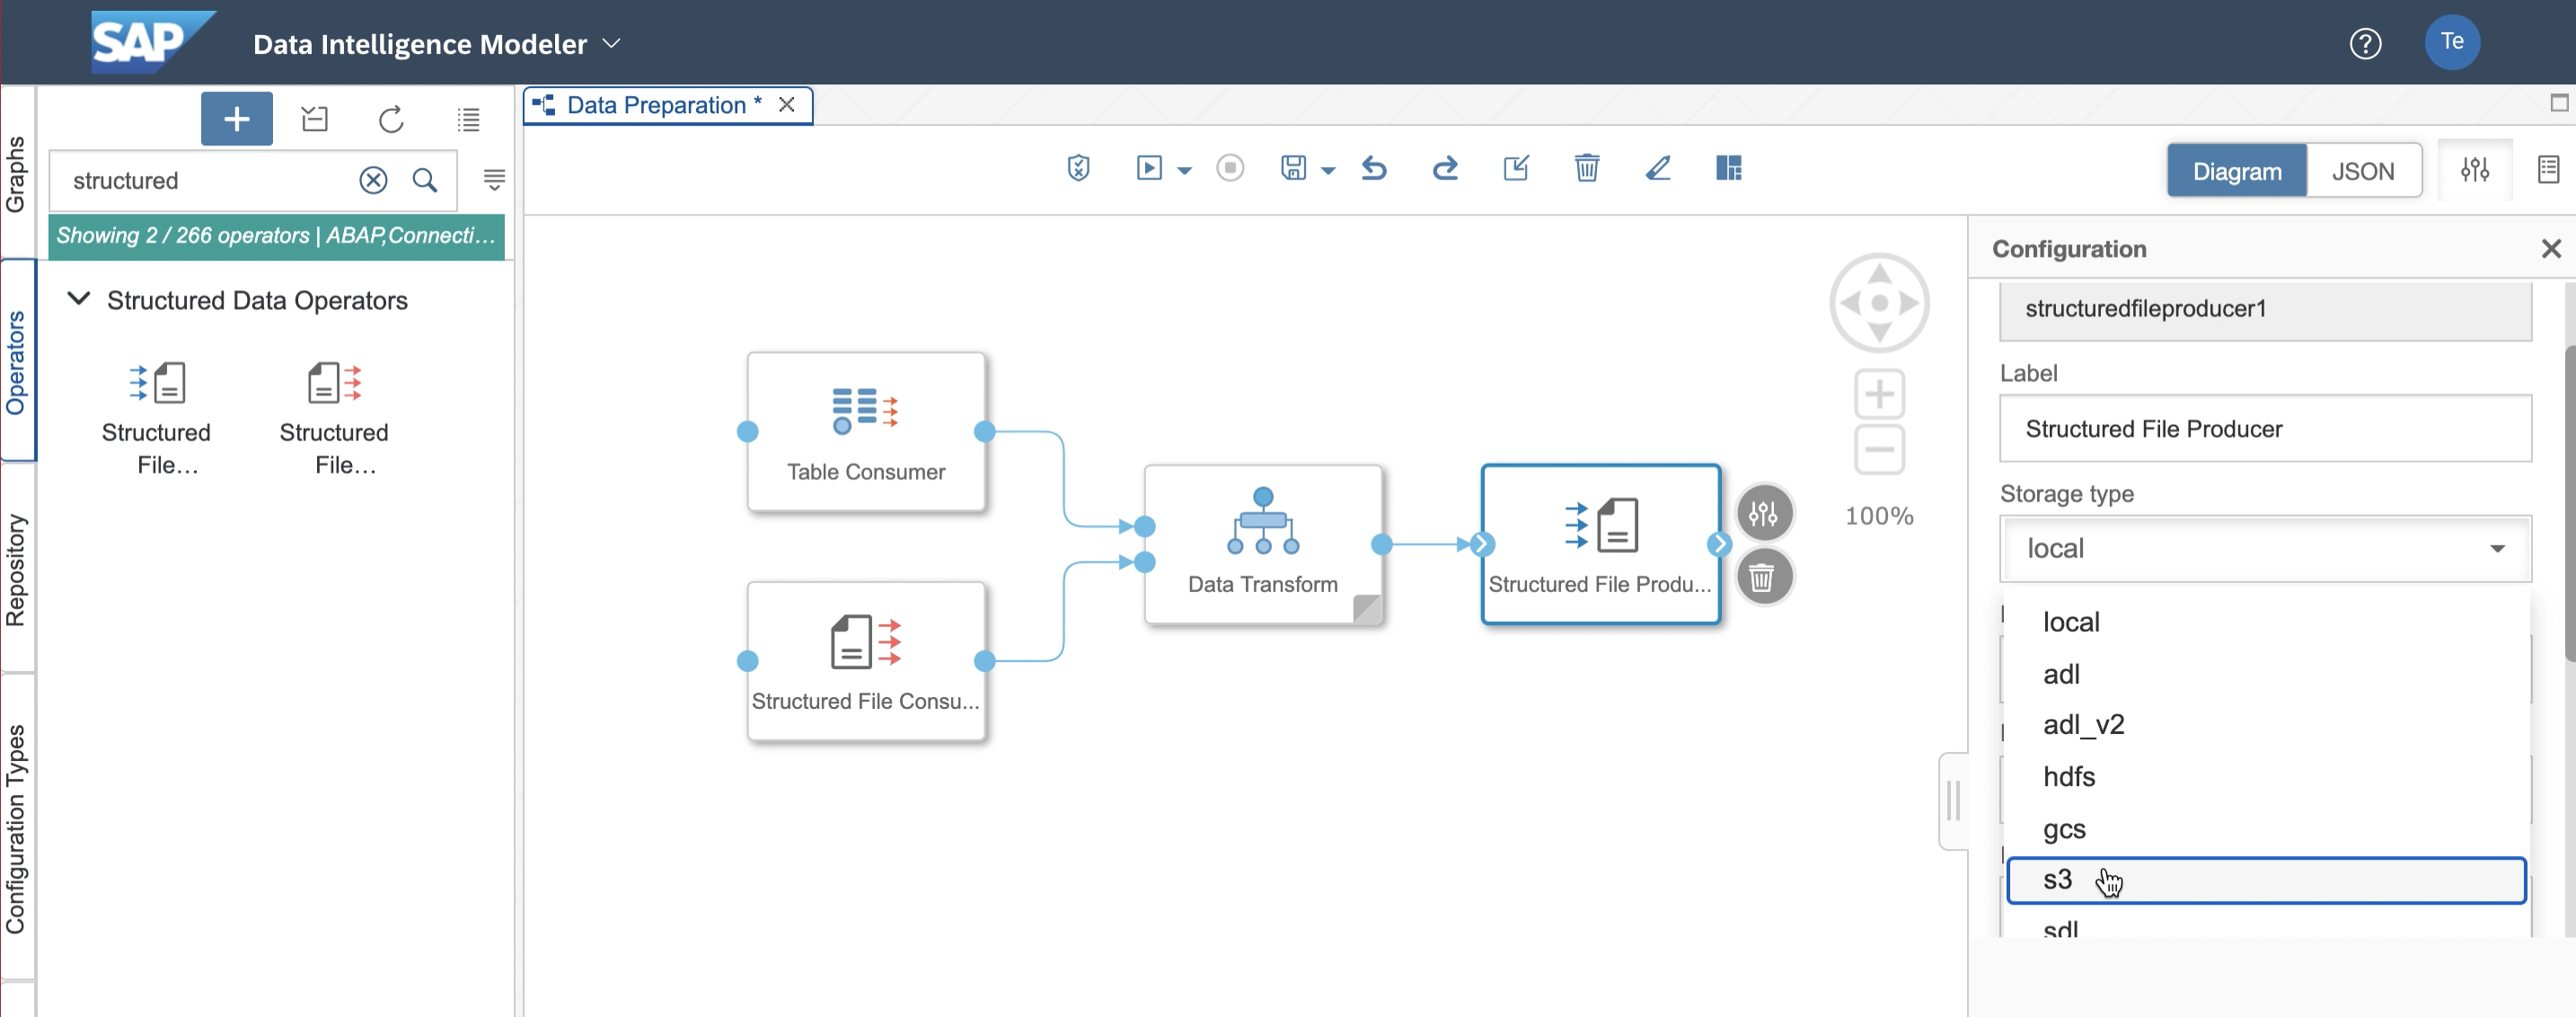 SAP
Data Intelligence Modeler
?
Te
Graphs
Operators
Repository
Configuration Types
structured
Showing 2 / 266 operators | ABAP,Connecti...
Structured Data Operators
Structured
File...
Structured
File...
Data Preparation *
Diagram
JSON
Table Consumer
Structured File Consu...
Data Transform
Structured File Produ...
100%
Configuration
structuredfileproducer1
Label
Structured File Producer
Storage type
local
local
adl
adl_v2
hdfs
gcs
s3
sdl